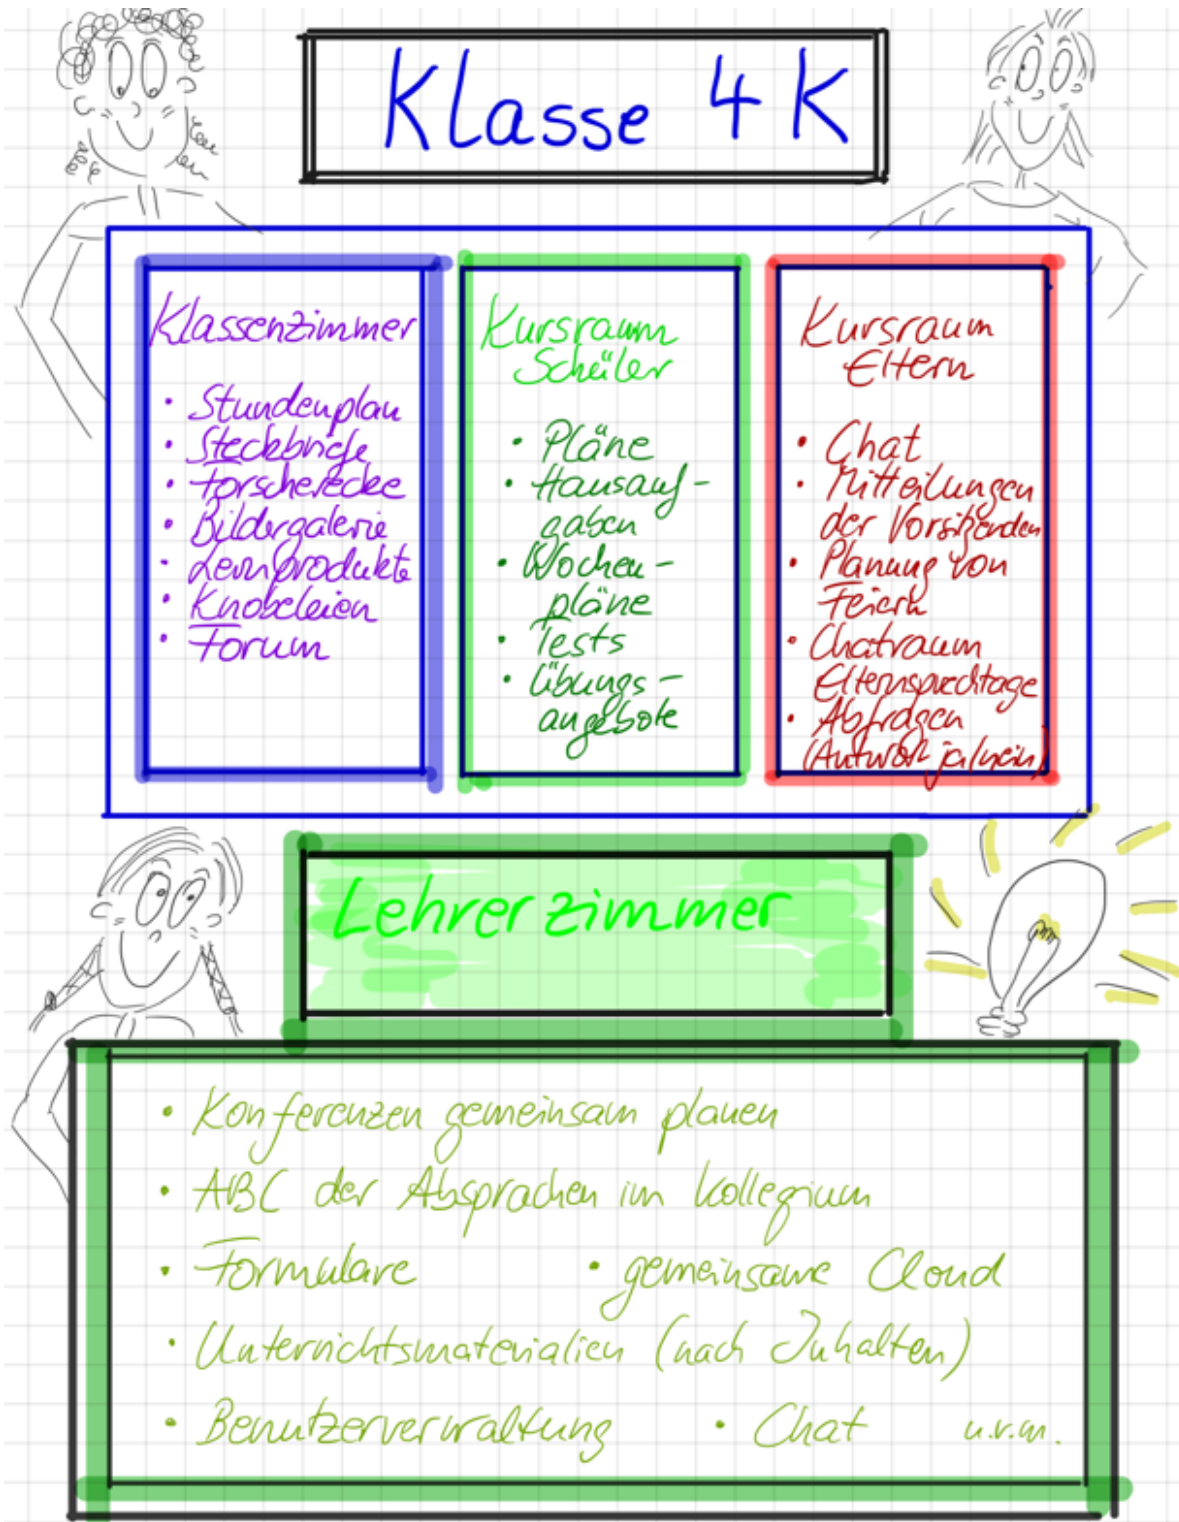 Klasse 4K
Klassenzimmer
• Stundenplan
• Steckbriefe
• Forscherecke
• Bildergalerie
• Lernprodukte
• Knobeleien
• Forum
Kursraum
Schüler
• Pläne
• Hausauf-
gaben
• Wochen-
pläne
• Tests
• Übungs-
angebote
Kursraum
Eltern
• Chat
• Mitteilungen
der Vorsitzenden
• Planung von
Feiern
• Chatraum
Elternsprechtage
• Abfragen
(Antwort ja/nein)
Lehrerzimmer
• Konferenzen gemeinsam planen
• ABC der Absprachen im Kollegium
• Formulare • gemeinsame Cloud
• Unterrichtsmaterialien (nach Inhalten)
• Benutzerverwaltung • Chat u.v.m.